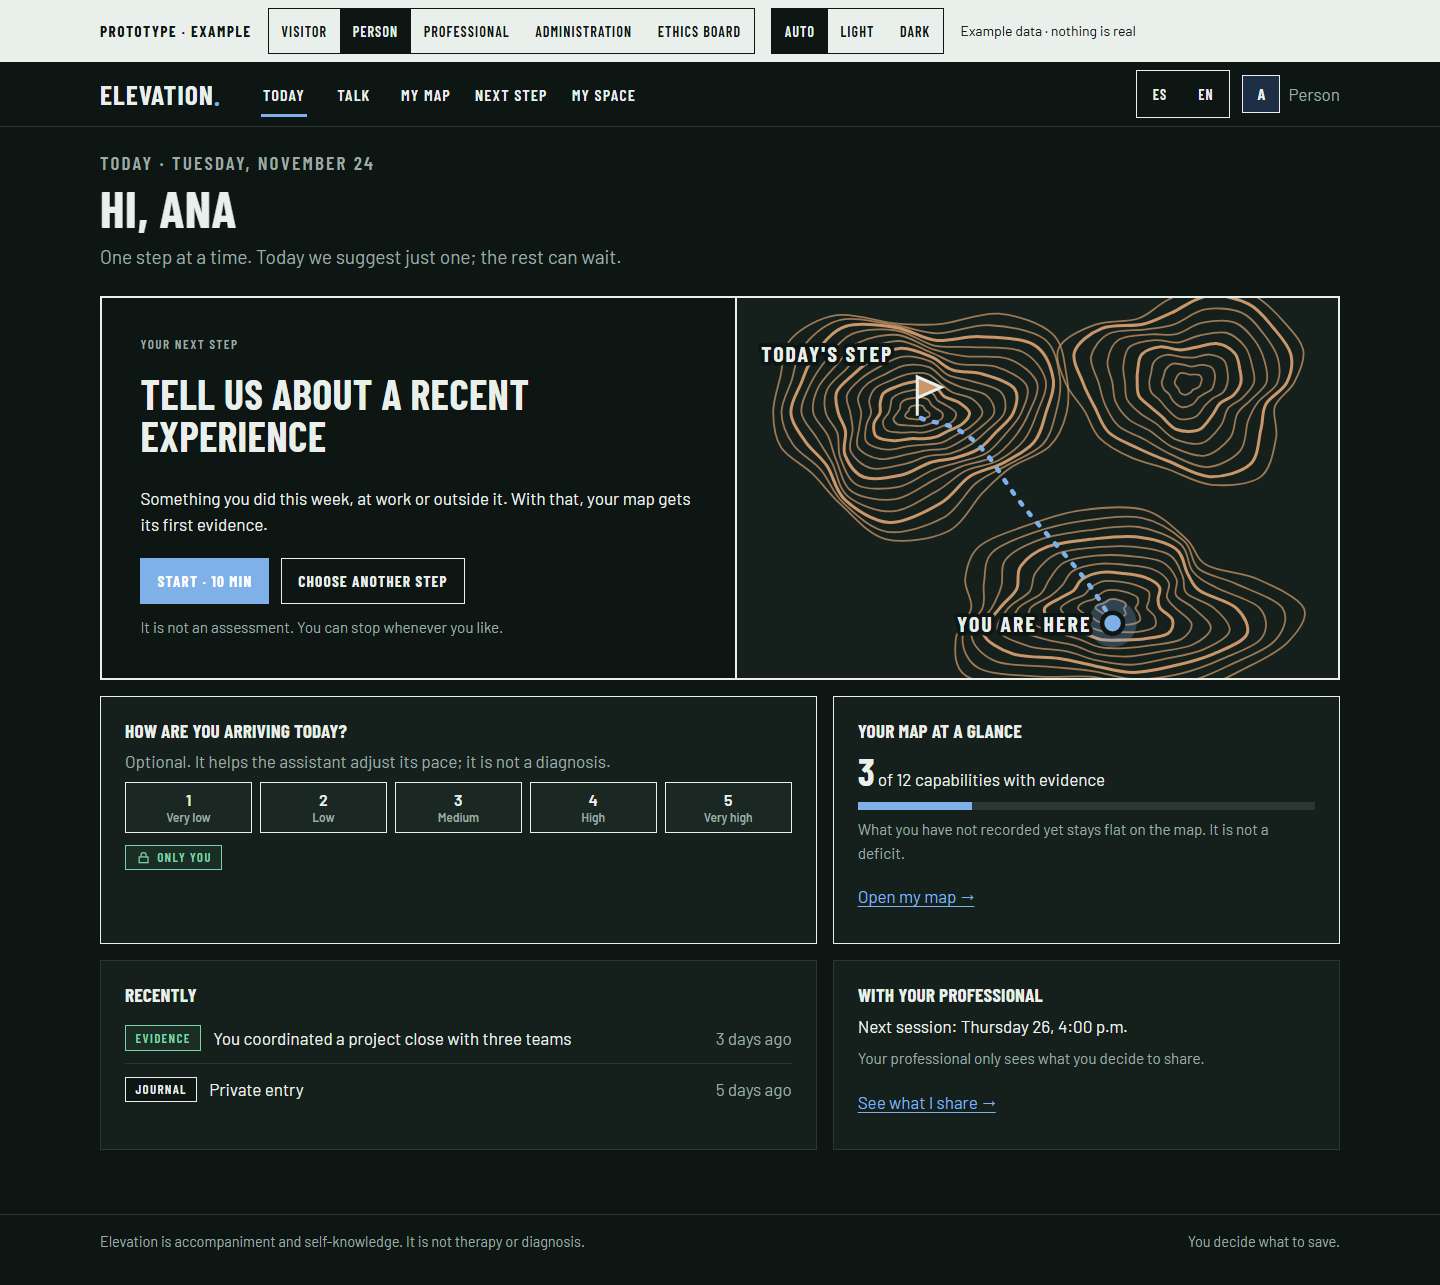 PROTOTYPE · EXAMPLE VISITOR PERSON PROFESSIONAL ADMINISTRATION ETHICS BOARD AUTO LIGHT DARK Example data · nothing is real
ELEVATION. TODAY TALK MY MAP NEXT STEP MY SPACE ES EN A Person
TODAY · TUESDAY, NOVEMBER 24
HI, ANA
One step at a time. Today we suggest just one; the rest can wait.
YOUR NEXT STEP
TELL US ABOUT A RECENT
EXPERIENCE
Something you did this week, at work or outside it. With that, your map gets
its first evidence.
START · 10 MIN CHOOSE ANOTHER STEP
It is not an assessment. You can stop whenever you like.
TODAY'S STEP
YOU ARE HERE
HOW ARE YOU ARRIVING TODAY?
Optional. It helps the assistant adjust its pace; it is not a diagnosis.
1 2 3 4 5
Very low Low Medium High Very high
ONLY YOU
YOUR MAP AT A GLANCE
3 of 12 capabilities with evidence
What you have not recorded yet stays flat on the map. It is not a
deficit.
Open my map →
RECENTLY
EVIDENCE You coordinated a project close with three teams 3 days ago
JOURNAL Private entry 5 days ago
WITH YOUR PROFESSIONAL
Next session: Thursday 26, 4:00 p.m.
Your professional only sees what you decide to share.
See what I share →
Elevation is accompaniment and self-knowledge. It is not therapy or diagnosis. You decide what to save.